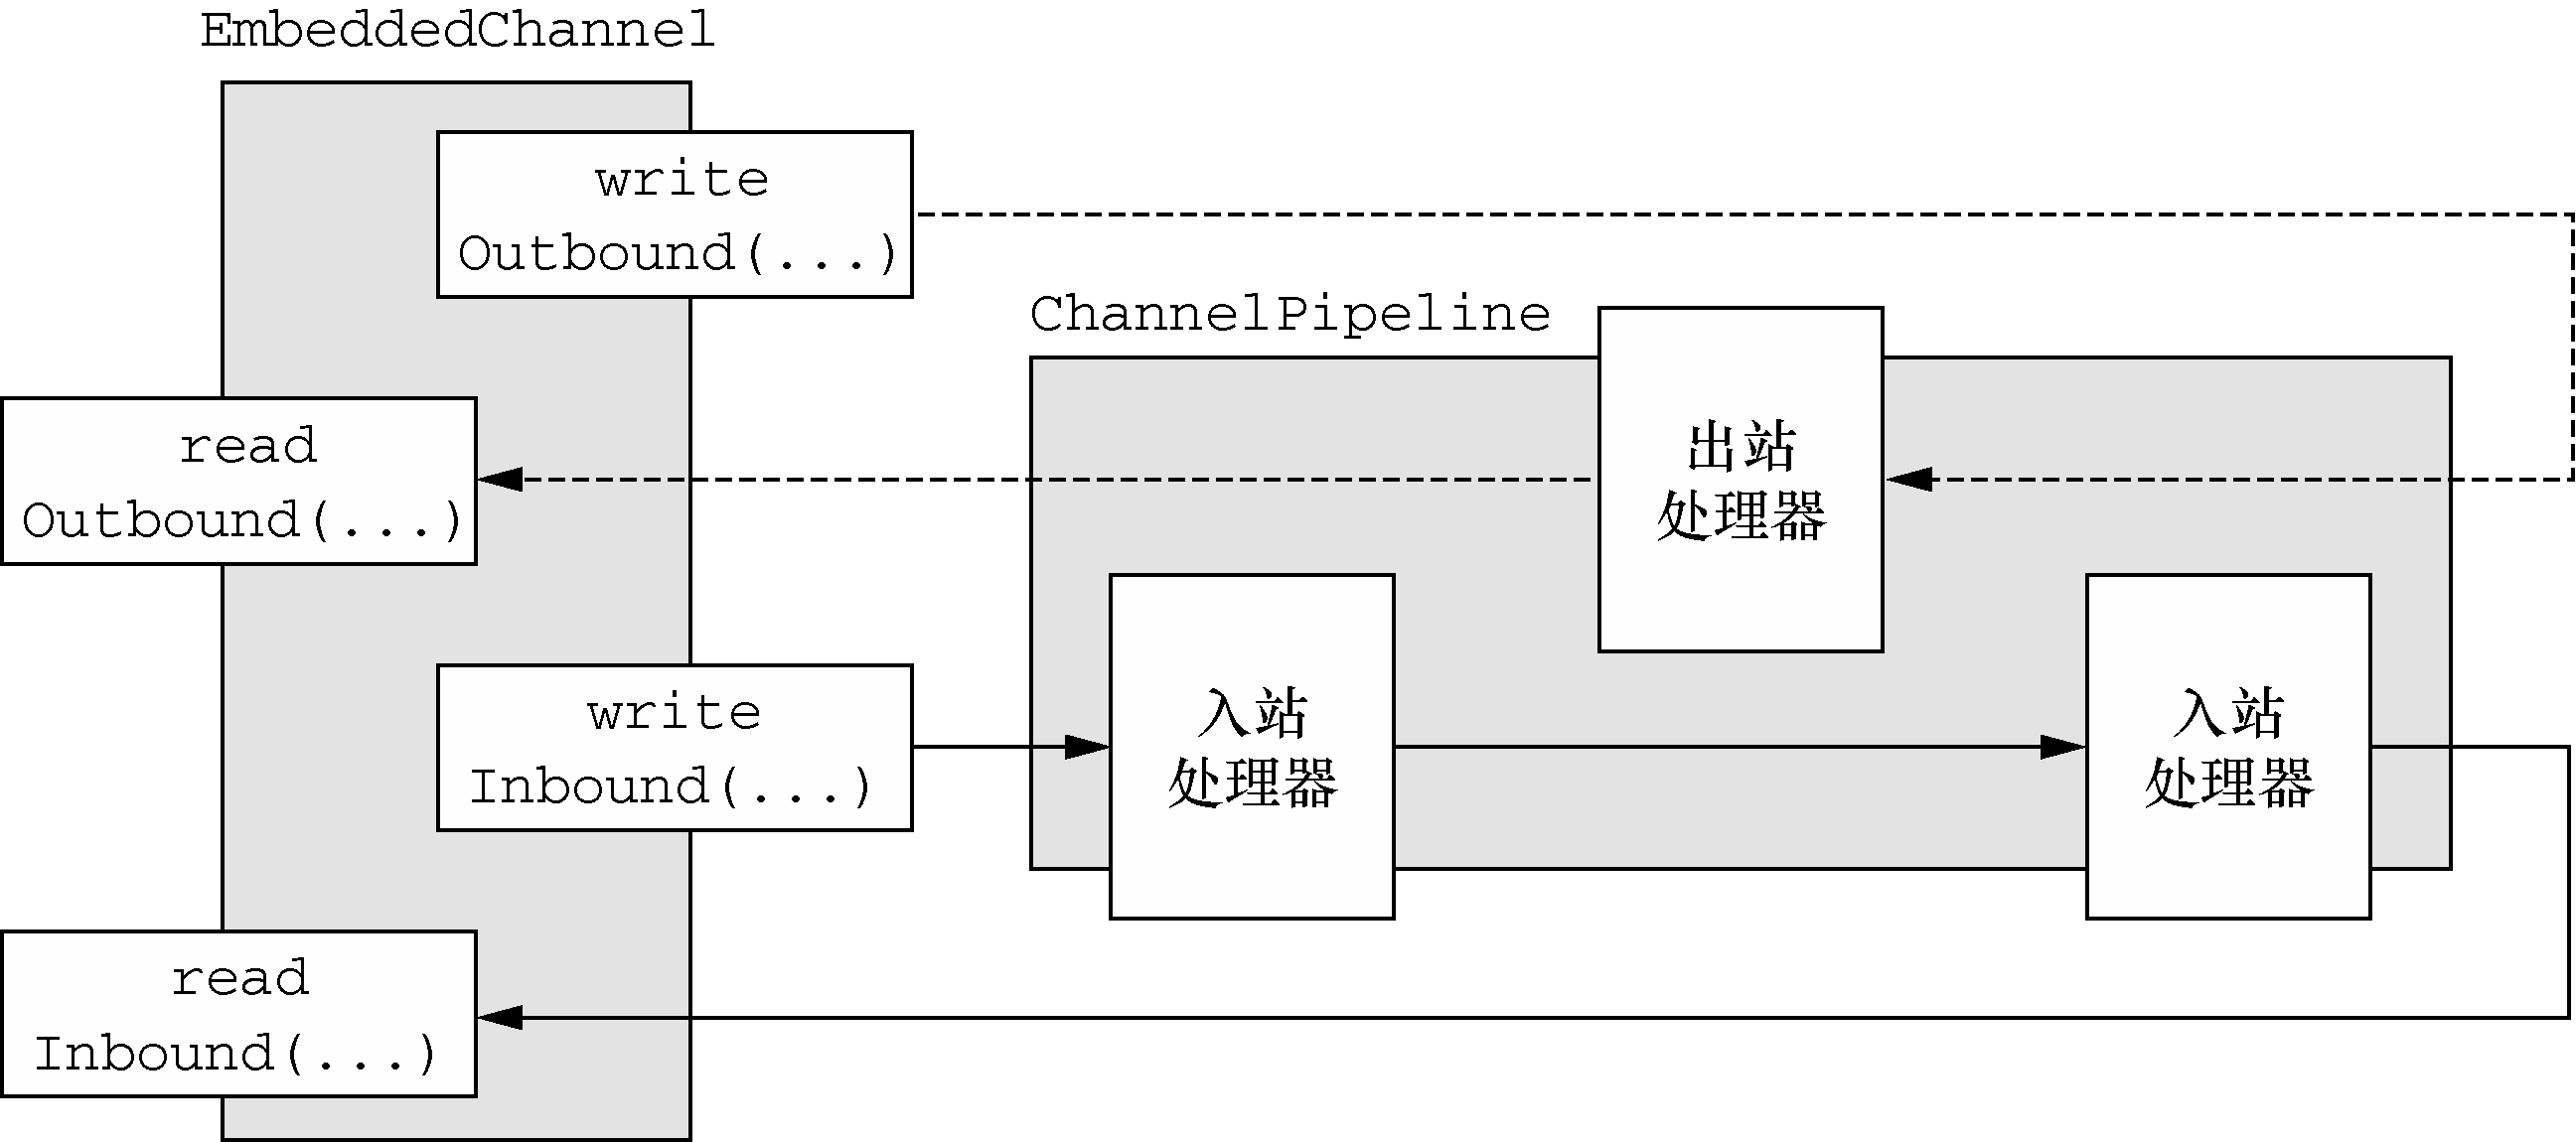 EmbeddedChannel
write
Outbound(...)
read
Outbound(...)
write
Inbound(...)
read
Inbound(...)
ChannelPipeline
出站
处理器
入站
处理器
入站
处理器